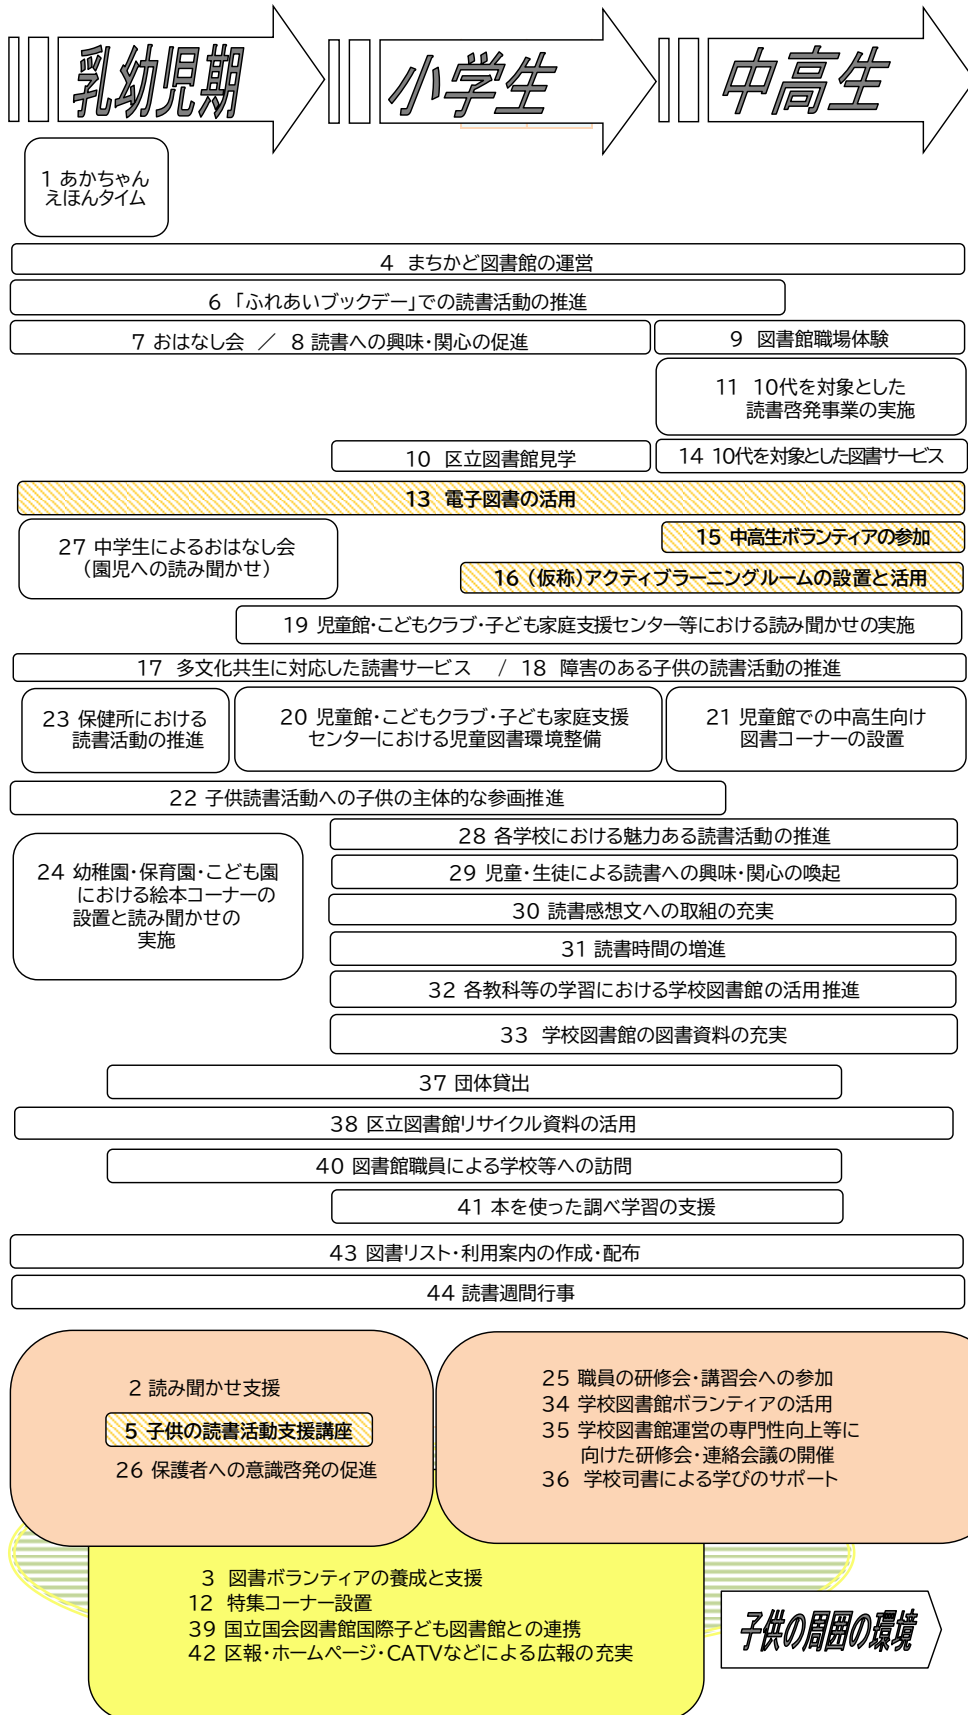 乳幼児期
小学生
中高生
1 あかちゃん
えほんタイム
4 まちかど図書館の運営
6 「ふれあいブックデー」での読書活動の推進
7 おはなし会 ／ 8 読書への興味・関心の促進
9 図書館職場体験
11 10代を対象とした
読書啓発事業の実施
10 区立図書館見学
14 10代を対象とした図書サービス
13 電子図書の活用
27 中学生によるおはなし会
（園児への読み聞かせ）
15 中高生ボランティアの参加
16 （仮称）アクティブラーニングルームの設置と活用
19 児童館・こどもクラブ・子ども家庭支援センター等における読み聞かせの実施
17 多文化共生に対応した読書サービス / 18 障害のある子供の読書活動の推進
23 保健所における
読書活動の推進
20 児童館・こどもクラブ・子ども家庭支援
センターにおける児童図書環境整備
21 児童館での中高生向け
図書コーナーの設置
22 子供読書活動への子供の主体的な参画推進
28 各学校における魅力ある読書活動の推進
24 幼稚園・保育園・こども園
における絵本コーナーの
設置と読み聞かせの
実施
29 児童・生徒による読書への興味・関心の喚起
30 読書感想文への取組の充実
31 読書時間の増進
32 各教科等の学習における学校図書館の活用推進
33 学校図書館の図書資料の充実
37 団体貸出
38 区立図書館リサイクル資料の活用
40 図書館職員による学校等への訪問
41 本を使った調べ学習の支援
43 図書リスト・利用案内の作成・配布
44 読書週間行事
2 読み聞かせ支援
5 子供の読書活動支援講座
26 保護者への意識啓発の促進
25 職員の研修会・講習会への参加
34 学校図書館ボランティアの活用
35 学校図書館運営の専門性向上等に
向けた研修会・連絡会議の開催
36 学校司書による学びのサポート
3 図書ボランティアの養成と支援
12 特集コーナー設置
39 国立国会図書館国際子ども図書館との連携
42 区報・ホームページ・CATVなどによる広報の充実
子供の周囲の環境